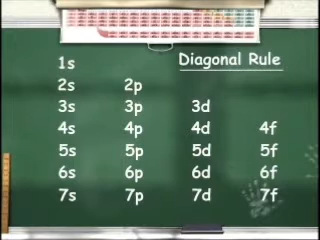 Diagonal Rule
1s
2s 2p
3s 3p 3d
4s 4p 4d 4f
5s 5p 5d 5f
6s 6p 6d 6f
7s 7p 7d 7f